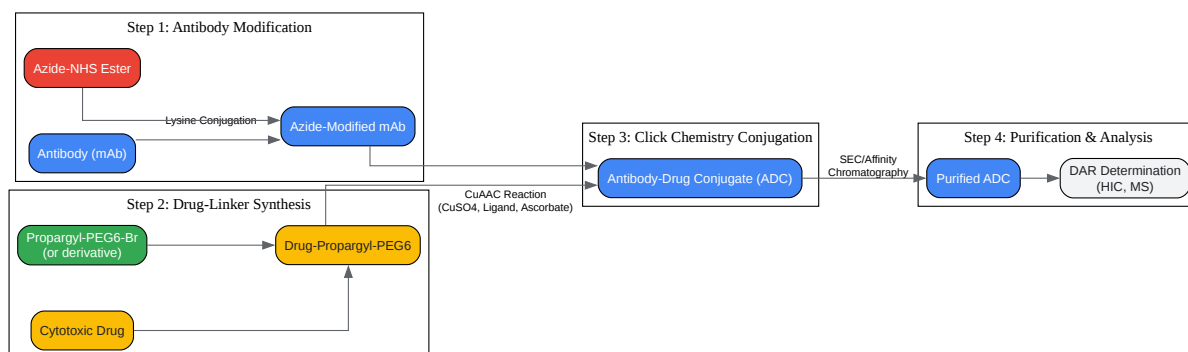 Step 1: Antibody Modification
Azide-NHS Ester
Lysine Conjugation
Azide-Modified mAb
Antibody (mAb)
Step 2: Drug-Linker Synthesis
Propargyl-PEG6-Br
(or derivative)
Drug-Propargyl-PEG6
Cytotoxic Drug
CuAAC Reaction
(CuSO4, Ligand, Ascorbate)
Step 3: Click Chemistry Conjugation
Antibody-Drug Conjugate (ADC)
SEC/Affinity
Chromatography
Step 4: Purification & Analysis
Purified ADC
DAR Determination
(HIC, MS)